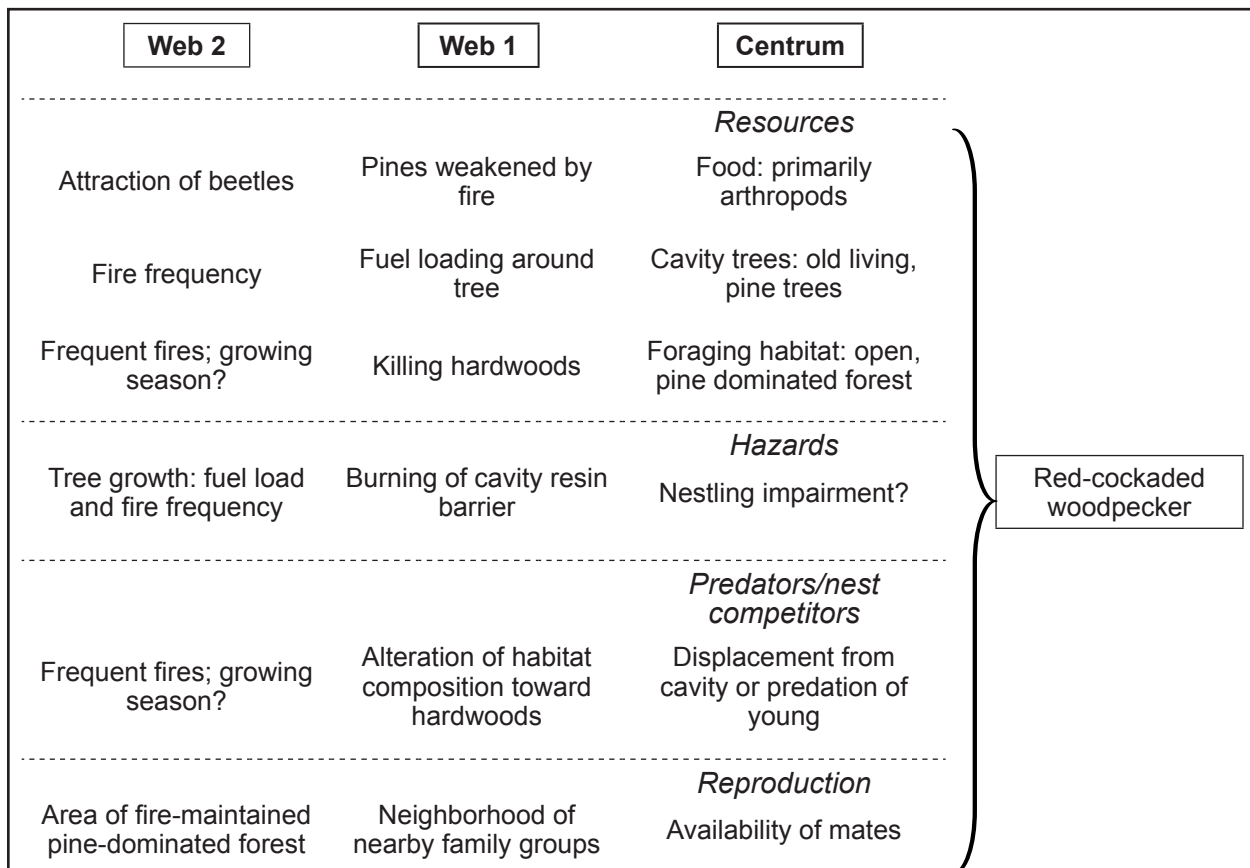 Web 2
Web 1
Centrum
Resources
Attraction of beetles
Pines weakened by
fire
Food: primarily
arthropods
Fire frequency
Fuel loading around
tree
Cavity trees: old living,
pine trees
Frequent fires; growing
season?
Killing hardwoods
Foraging habitat: open,
pine dominated forest
Hazards
Tree growth: fuel load
and fire frequency
Burning of cavity resin
barrier
Nestling impairment?
Predators/nest
competitors
Frequent fires; growing
season?
Alteration of habitat
composition toward
hardwoods
Displacement from
cavity or predation of
young
Reproduction
Area of fire-maintained
pine-dominated forest
Neighborhood of
nearby family groups
Availability of mates
Red-cockaded
woodpecker